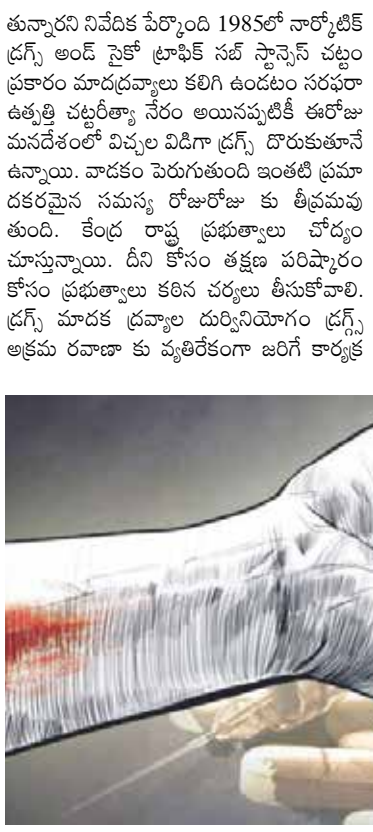 తున్నారని నివేదిక పేర్కొంది 1985లో నార్కోటిక్
డ్రగ్స్ అండ్ సైకో ట్రాఫిక్ సబ్ స్టాన్సెస్ చట్టం
ప్రకారం మాదద్రవ్యాలు కలిగి ఉండటం సరఫరా
ఉత్పత్తి చట్టరీత్యా నేరం అయినప్పటికీ ఈరోజు
మనదేశంలో విచ్చల విడిగా డ్రగ్స్ దొరుకుతూనే
ఉన్నాయి. వాడకం పెరుగుతుంది ఇంతటి ప్రమా
దకరమైన సమస్య రోజురోజు కు తీవ్రమవు
తుంది. కేంద్ర రాష్ట్ర ప్రభుత్వాలు చోద్యం
చూస్తున్నాయి. దీని కోసం తక్షణ పరిష్కారం
కోసం ప్రభుత్వాలు కఠిన చర్యలు తీసుకోవాలి.
డ్రగ్స్ మాదక ద్రవ్యాల దుర్వినియోగం డ్రగ్గ్స్
అక్రమ రవాణా కు వ్యతిరేకంగా జరిగే కార్యక్ర